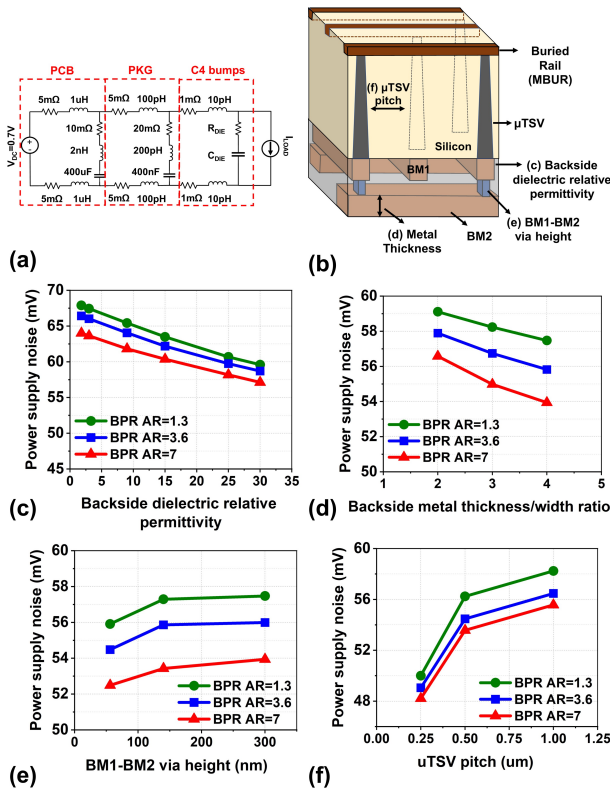 PCB
PKG
C4 bumps
5mΩ
1uH
5mΩ
100pH
1mΩ
10pH
10mΩ
20mΩ
R_DIE
V_DC=0.7V
2nH
200pH
C_DIE
I_LOAD
400uF
400nF
5mΩ
1uH
5mΩ
100pH
1mΩ
10pH
(a)
Buried
Rail
(MBUR)
(f) µTSV
pitch
µTSV
Silicon
BM1
(c) Backside
dielectric relative
permittivity
(e) BM1-BM2
via height
(d) Metal
Thickness
BM2
(b)
Power supply noise (mV)
75
70
65
60
55
50
45
BPR AR=1.3
BPR AR=3.6
BPR AR=7
0 5 10 15 20 25 30 35
Backside dielectric relative
permittivity
(c)
Power supply noise (mV)
60
58
56
54
52
50
BPR AR=1.3
BPR AR=3.6
BPR AR=7
1 2 3 4 5
Backside metal thickness/width ratio
(d)
Power supply noise (mV)
60
58
56
54
52
50
BPR AR=1.3
BPR AR=3.6
BPR AR=7
0 100 200 300
BM1-BM2 via height (nm)
(e)
Power supply noise (mV)
60
56
52
48
BPR AR=1.3
BPR AR=3.6
BPR AR=7
0.00 0.25 0.50 0.75 1.00 1.25
uTSV pitch (um)
(f)